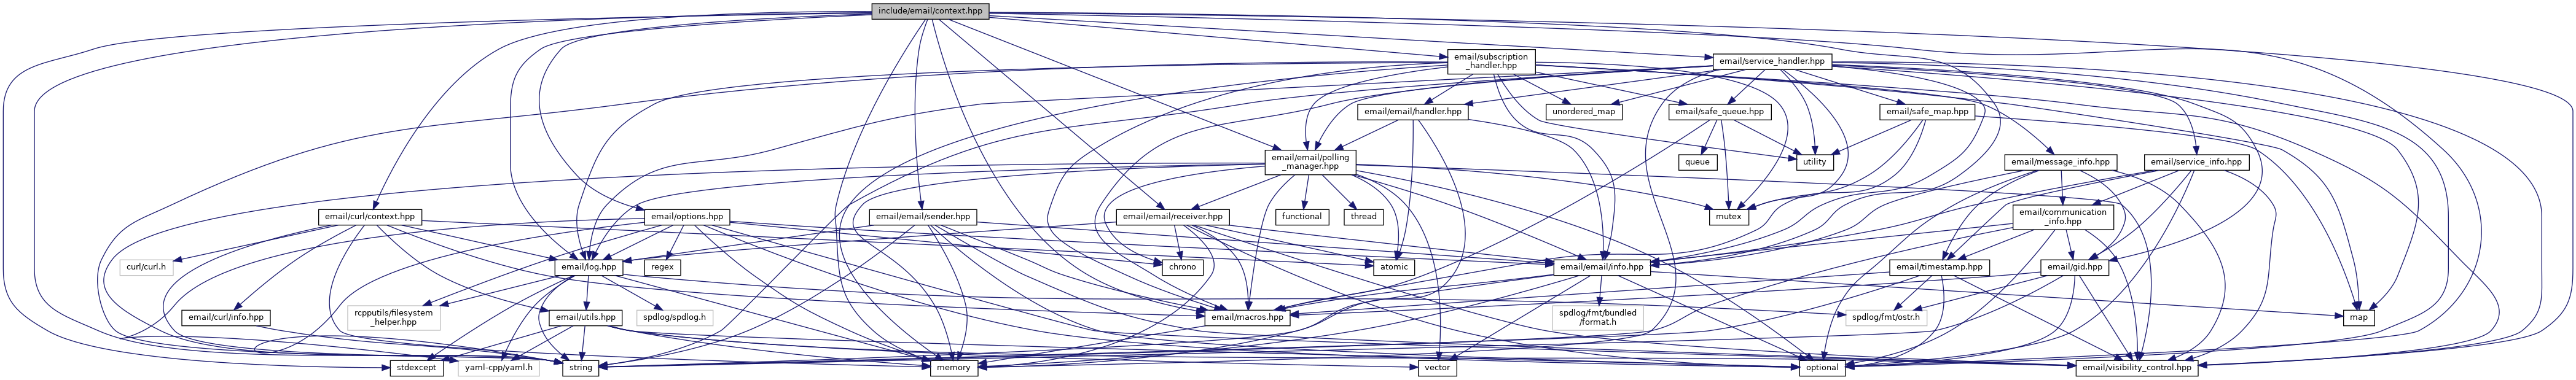 include/email/context.hpp
email/subscription
_handler.hpp
email/service_handler.hpp
email/email/handler.hpp
unordered_map
email/safe_queue.hpp
email/safe_map.hpp
email/email/polling
_manager.hpp
queue
utility
email/message_info.hpp
email/service_info.hpp
email/curl/context.hpp
email/options.hpp
email/email/sender.hpp
email/email/receiver.hpp
functional
thread
mutex
email/communication
_info.hpp
curl/curl.h
email/log.hpp
regex
chrono
atomic
email/email/info.hpp
email/timestamp.hpp
email/gid.hpp
email/curl/info.hpp
rcpputils/filesystem
_helper.hpp
email/utils.hpp
spdlog/spdlog.h
email/macros.hpp
spdlog/fmt/bundled
/format.h
spdlog/fmt/ostr.h
map
stdexcept
yaml-cpp/yaml.h
string
memory
vector
optional
email/visibility_control.hpp